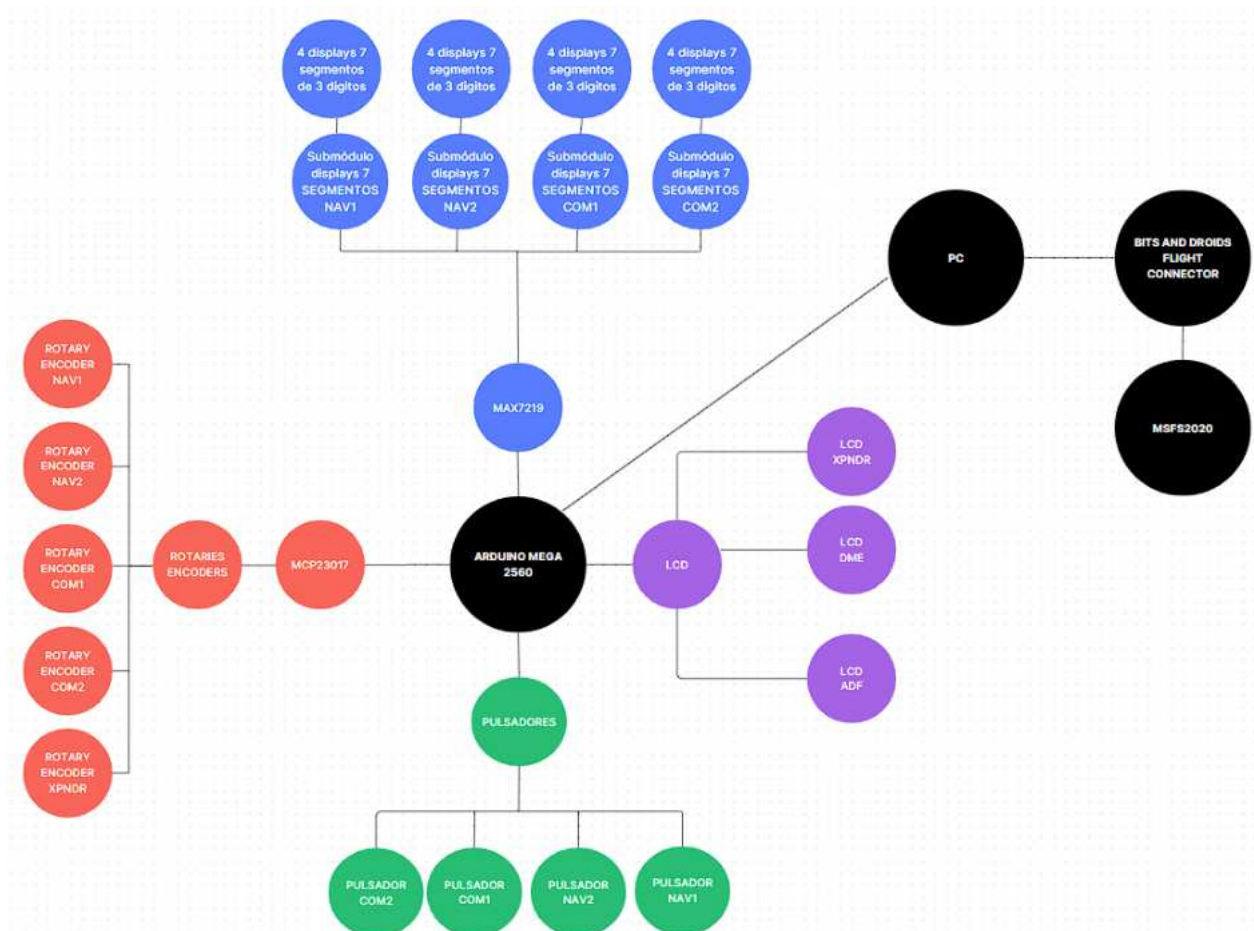 4 displays 7
segmentos
de 3 digitos
4 displays 7
segmentos
de 3 digitos
4 displays 7
segmentos
de 3 digitos
4 displays 7
segmentos
de 3 digitos
Submódulo
displays 7
SEGMENTOS
NAV1
Submódulo
displays 7
SEGMENTOS
NAV2
Submódulo
displays 7
SEGMENTOS
COM1
Submódulo
displays 7
SEGMENTOS
COM2
PC
BITS AND DROIDS
FLIGHT
CONNECTOR
MSFS2020
MAX7219
ROTARY
ENCODER
NAV1
ROTARY
ENCODER
NAV2
ROTARY
ENCODER
COM1
ROTARY
ENCODER
COM2
ROTARY
ENCODER
XPNDR
ROTARIES
ENCODERS
MCP23017
ARDUINO MEGA
2560
LCD
LCD
XPNDR
LCD
DME
LCD
ADF
PULSADORES
PULSADOR
COM2
PULSADOR
COM1
PULSADOR
NAV2
PULSADOR
NAV1